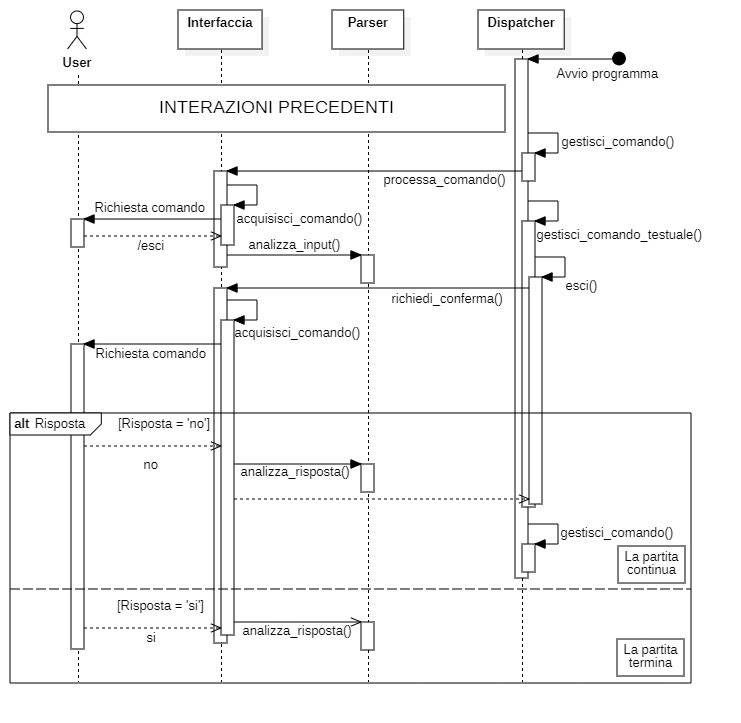 Interfaccia
Parser
Dispatcher
User
Avvio programma
INTERAZIONI PRECEDENTI
gestisci_comando()
processa_comando()
Richiesta comando
acquisisci_comando()
gestisci_comando_testuale()
/esci
analizza_input()
esci()
richiedi_conferma()
acquisisci_comando()
Richiesta comando
alt Risposta
[Risposta = 'no']
no
analizza_risposta()
gestisci_comando()
La partita
continua
[Risposta = 'si']
si
analizza_risposta()
La partita
termina